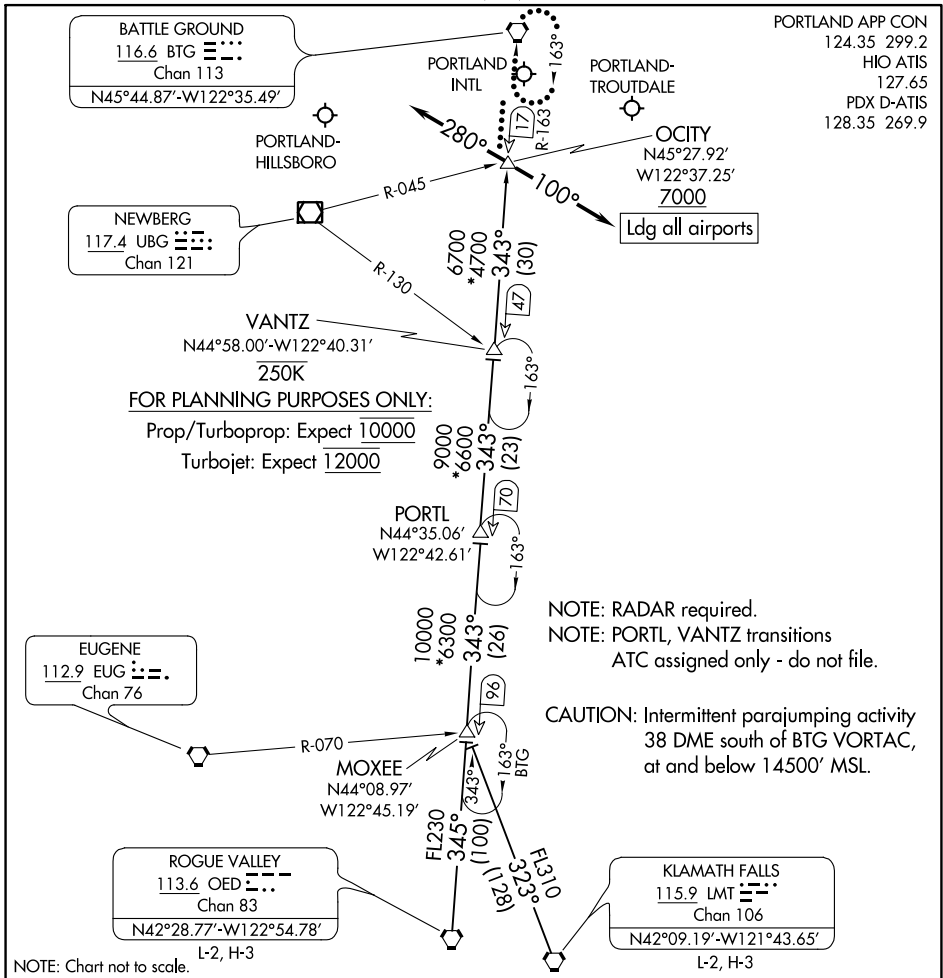 BATTLE GROUND
116.6 BTG
Chan 113
N45°44.87'-W122°35.49'
PORTLAND APP CON
124.35 299.2
HIO ATIS
127.65
PDX D-ATIS
128.35 269.9
163°
PORTLAND
INTL
PORTLAND-
TROUTDALE
PORTLAND-
HILLSBORO
17
R-163
280°
100°
OCITY
N45°27.92'
W122°37.25'
7000
Ldg all airports
R-045
NEWBERG
117.4 UBG
Chan 121
R-130
6700
*4700
343°
(30)
47
VANTZ
N44°58.00'-W122°40.31'
250K
163°
FOR PLANNING PURPOSES ONLY:
Prop/Turboprop: Expect 10000
Turbojet: Expect 12000
9000
*6600
343°
(23)
70
PORTL
N44°35.06'
W122°42.61'
163°
10000
*6300
343°
(26)
NOTE: RADAR required.
NOTE: PORTL, VANTZ transitions
ATC assigned only - do not file.
96
EUGENE
112.9 EUG
Chan 76
CAUTION: Intermittent parajumping activity
38 DME south of BTG VORTAC,
at and below 14500' MSL.
R-070
MOXEE
N44°08.97'
W122°45.19'
343°
163°
BTG
FL230
345°
(100)
FL310
323°
(128)
ROGUE VALLEY
113.6 OED
Chan 83
N42°28.77'-W122°54.78'
L-2, H-3
KLAMATH FALLS
115.9 LMT
Chan 106
N42°09.19'-W121°43.65'
L-2, H-3
NOTE: Chart not to scale.